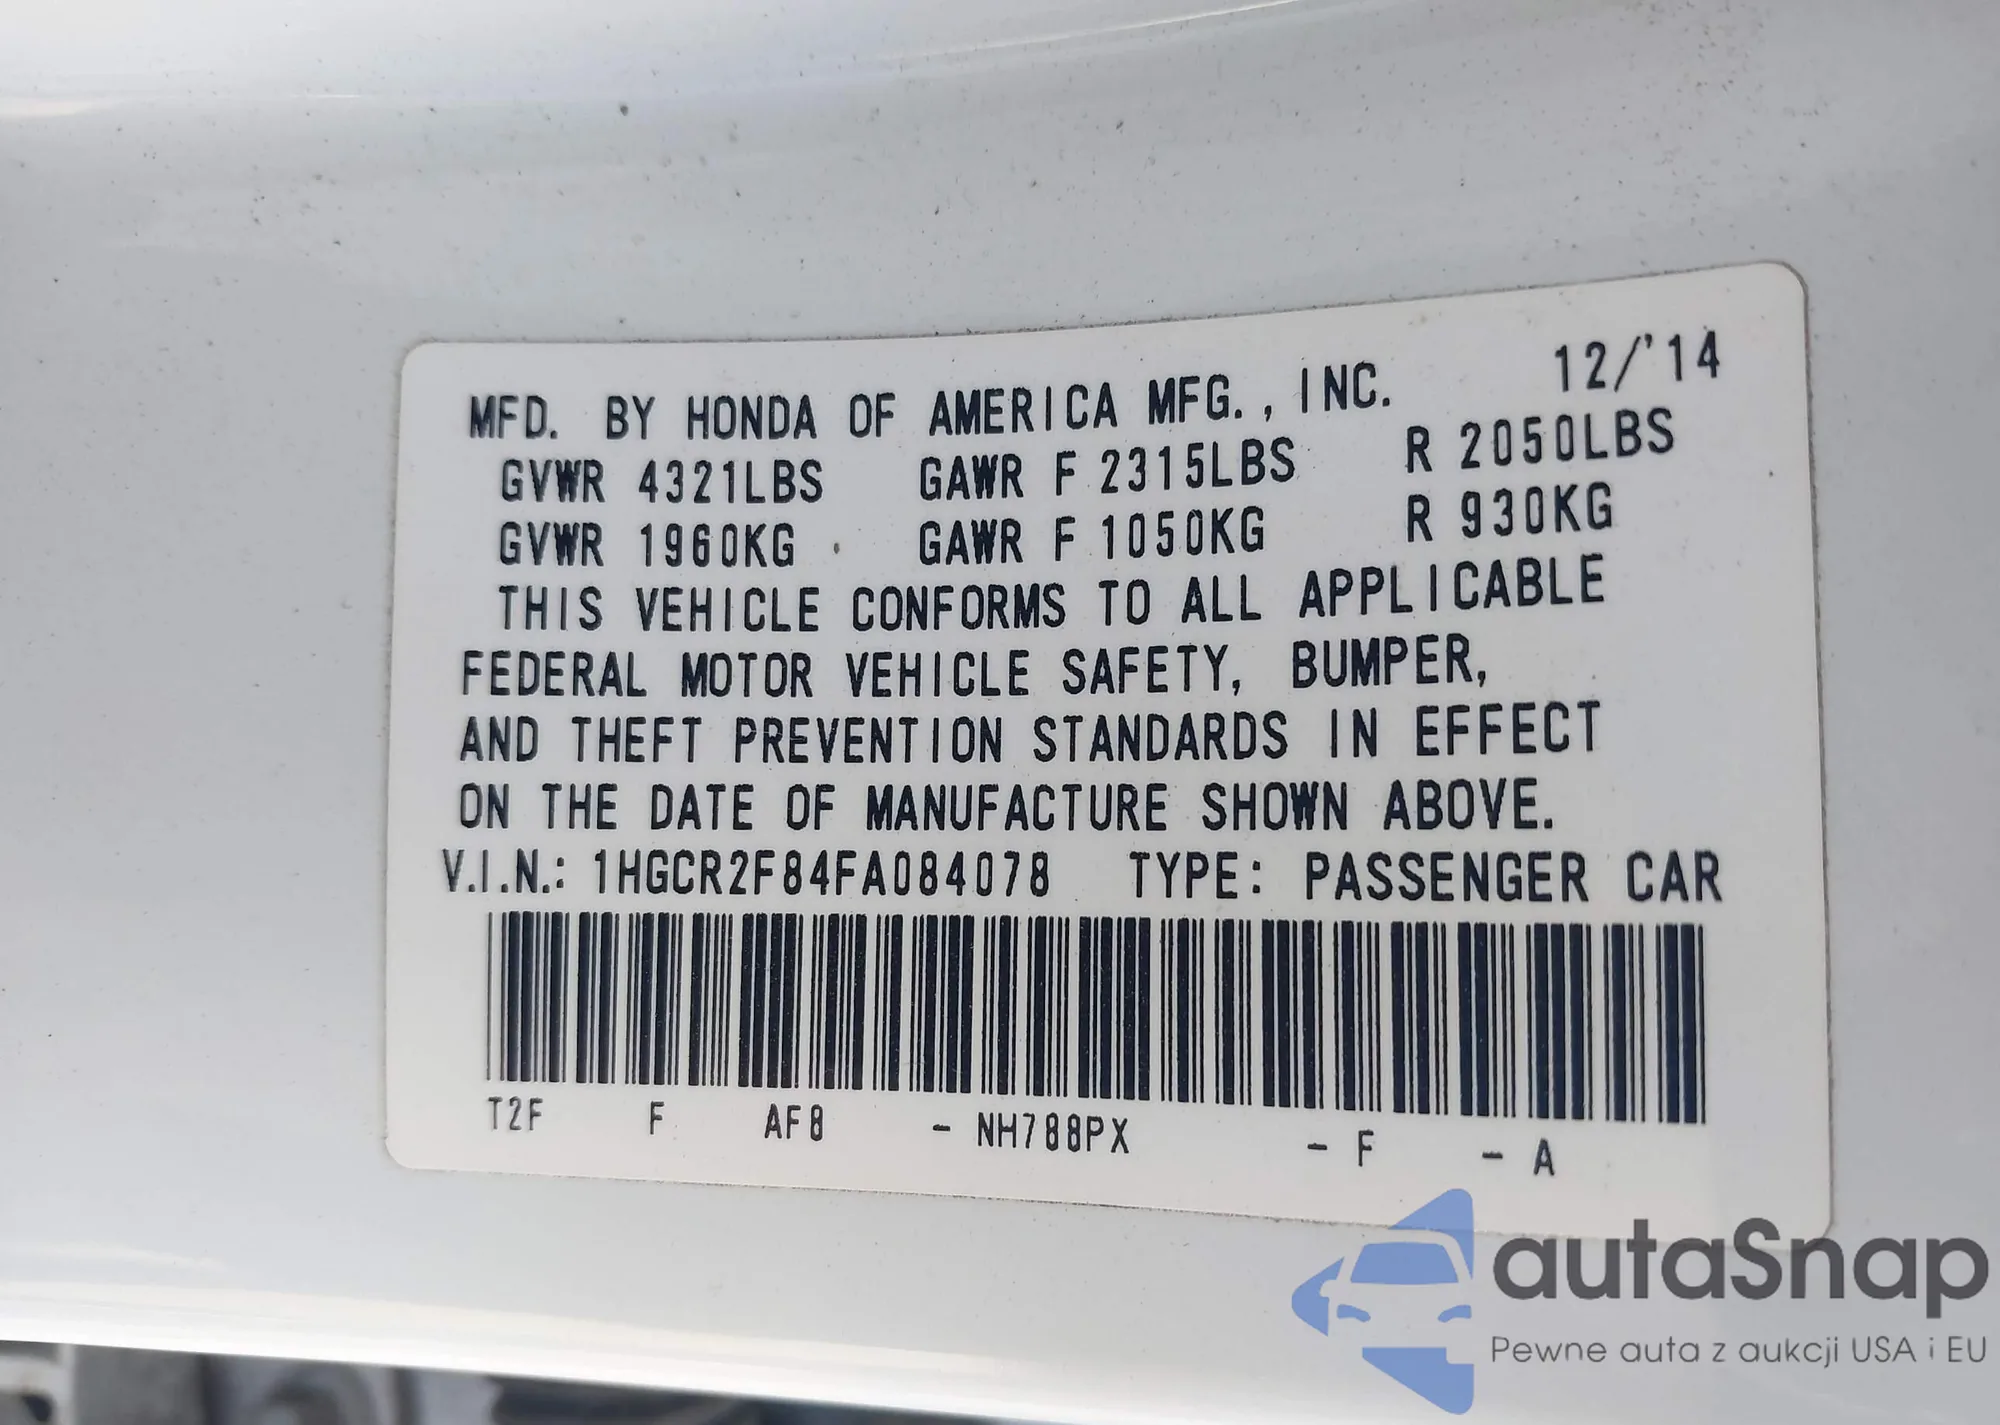 MFD. BY HONDA OF AMERICA MFG., INC. 12/'14
GVWR 4321LBS GAWR F 2315LBS R 2050LBS
GVWR 1960KG GAWR F 1050KG R 930KG
THIS VEHICLE CONFORMS TO ALL APPLICABLE
FEDERAL MOTOR VEHICLE SAFETY, BUMPER,
AND THEFT PREVENTION STANDARDS IN EFFECT
ON THE DATE OF MANUFACTURE SHOWN ABOVE.
V.I.N.: 1HGCR2F84FA084078 TYPE: PASSENGER CAR
T2F F AF8 - NH788PX - F - A
autaSnap
Pewne auta z aukcji USA i EU